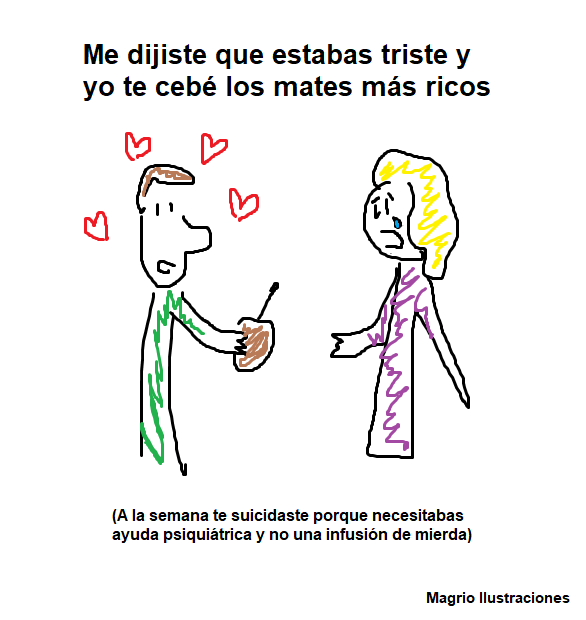 Me dijiste que estabas triste y
yo te cebé los mates más ricos
(A la semana te suicidaste porque necesitabas
ayuda psiquiátrica y no una infusión de mierda)
Magrio Ilustraciones